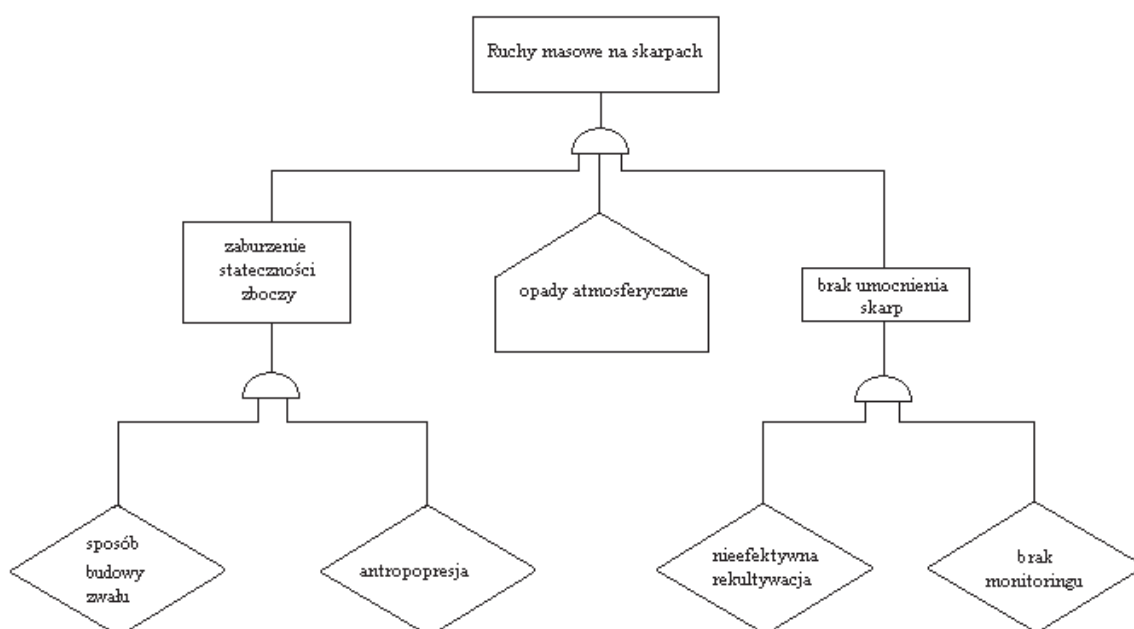 Ruchy masowe na skarpach
zaburzenie
stateczności
zboczy
opady atmosferyczne
brak umocnienia
skarp
sposób
budowy
zwału
antropopresja
nieefektywna
rekultywacja
brak
monitoringu